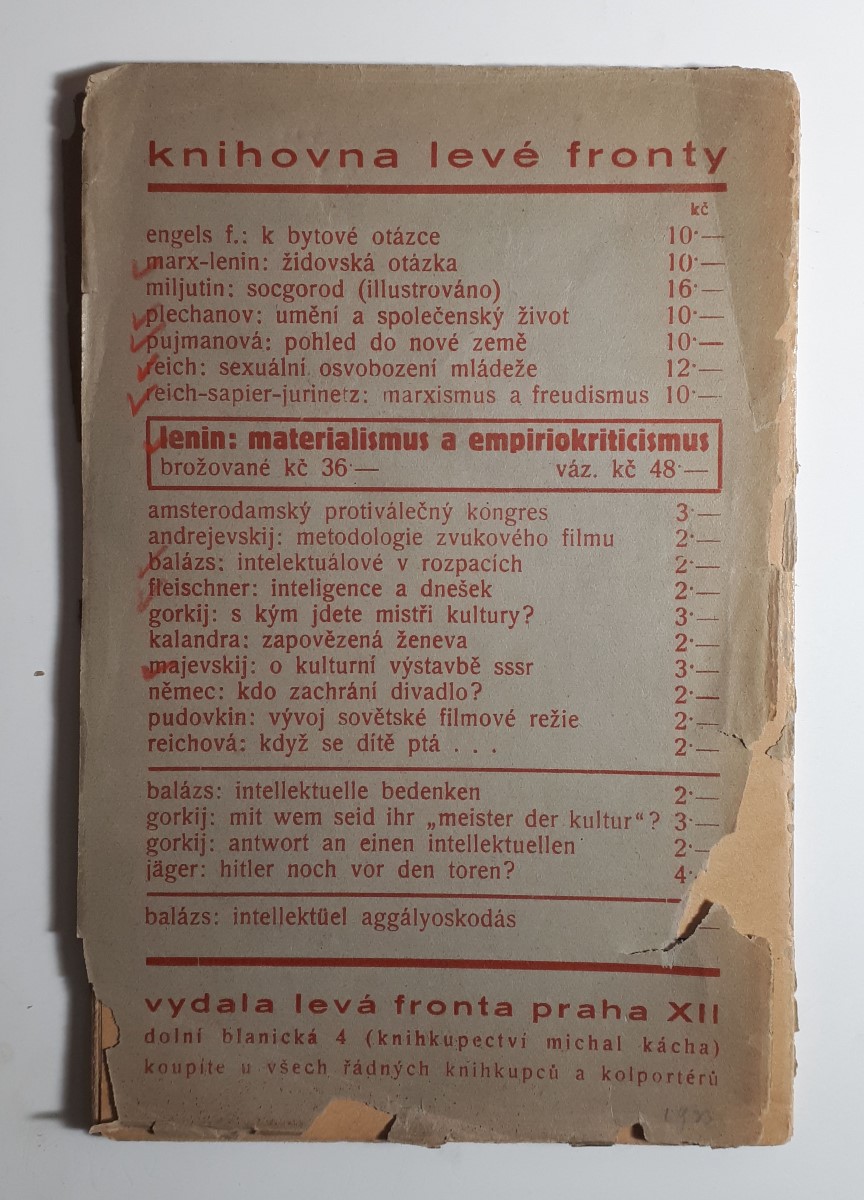 knihovna levé fronty
kč
engels f.: k bytové otázce 10·—
marx-lenin: židovská otázka 10·—
miljutin: socgorod (illustrováno) 16·—
plechanov: umění a společenský život 10·—
pujmanová: pohled do nové země 10·—
reich: sexuální osvobození mládeže 12·—
reich-sapier-jurinetz: marxismus a freudismus 10·—
lenin: materialismus a empiriokriticismus
brožované kč 36·— váz. kč 48·—
amsterodamský protiválečný kongres 3·—
andrejevskij: metodologie zvukového filmu 2·—
balázs: intelektuálové v rozpacích 2·—
fleischner: inteligence a dnešek 2·—
gorkij: s kým jdete mistři kultury? 3·—
kalandra: zapovězená ženeva 2·—
majevskij: o kulturní výstavbě sssr 3·—
němec: kdo zachrání divadlo? 2·—
pudovkin: vývoj sovětské filmové režie 2·—
reichová: když se dítě ptá . . . 2·—
balázs: intellektuelle bedenken 2·—
gorkij: mit wem seid ihr „meister der kultur“? 3·—
gorkij: antwort an einen intellektuellen 2·—
jäger: hitler noch vor den toren? 4·
balázs: intellektüel aggályoskodás —
vydala levá fronta praha XII
dolní blanická 4 (knihkupectví michal kácha)
koupíte u všech řádných knihkupců a kolportérů